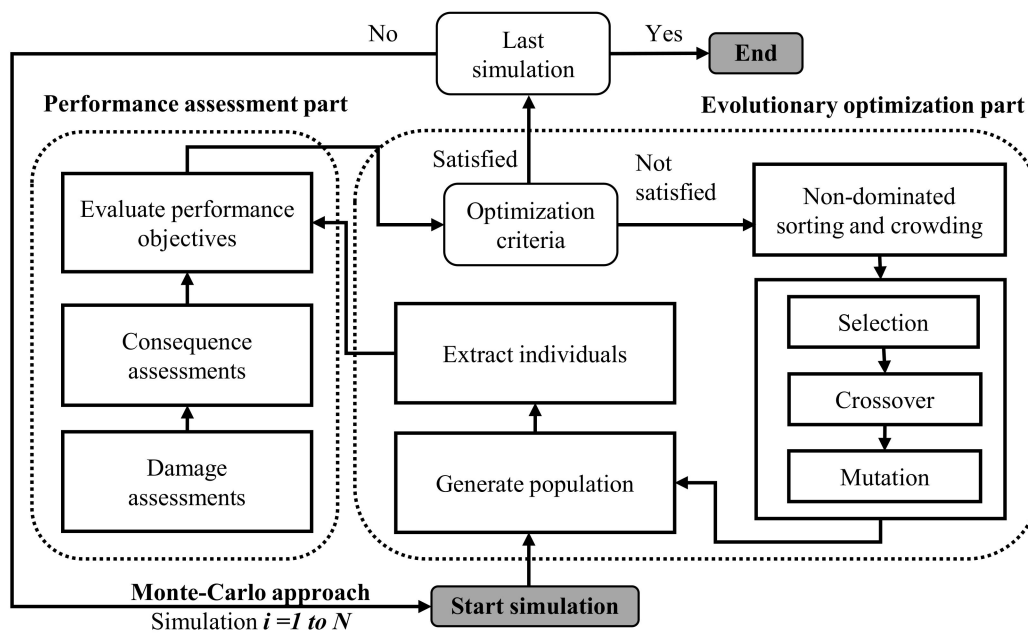 No
Last
simulation
Yes
End
Performance assessment part
Evolutionary optimization part
Satisfied
Not
satisfied
Evaluate performance
objectives
Optimization
criteria
Non-dominated
sorting and crowding
Consequence
assessments
Extract individuals
Selection
Crossover
Mutation
Damage
assessments
Generate population
Monte-Carlo approach
Simulation i =1 to N
Start simulation